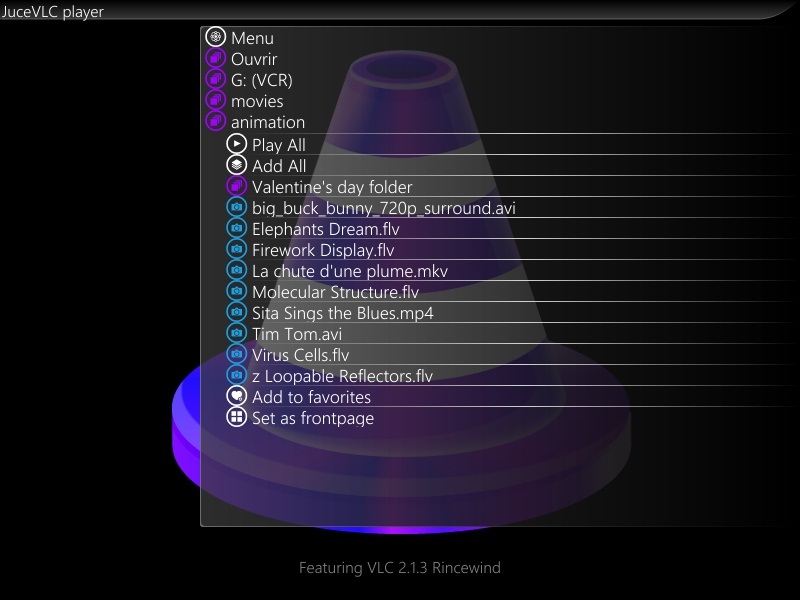 JuceVLC player
Menu
Ouvrir
G: (VCR)
movies
animation
Play All
Add All
Valentine's day folder
big_buck_bunny_720p_surround.avi
Elephants Dream.flv
Firework Display.flv
La chute d'une plume.mkv
Molecular Structure.flv
Sita Sings the Blues.mp4
Tim Tom.avi
Virus Cells.flv
z Loopable Reflectors.flv
Add to favorites
Set as frontpage
Featuring VLC 2.1.3 Rincewind